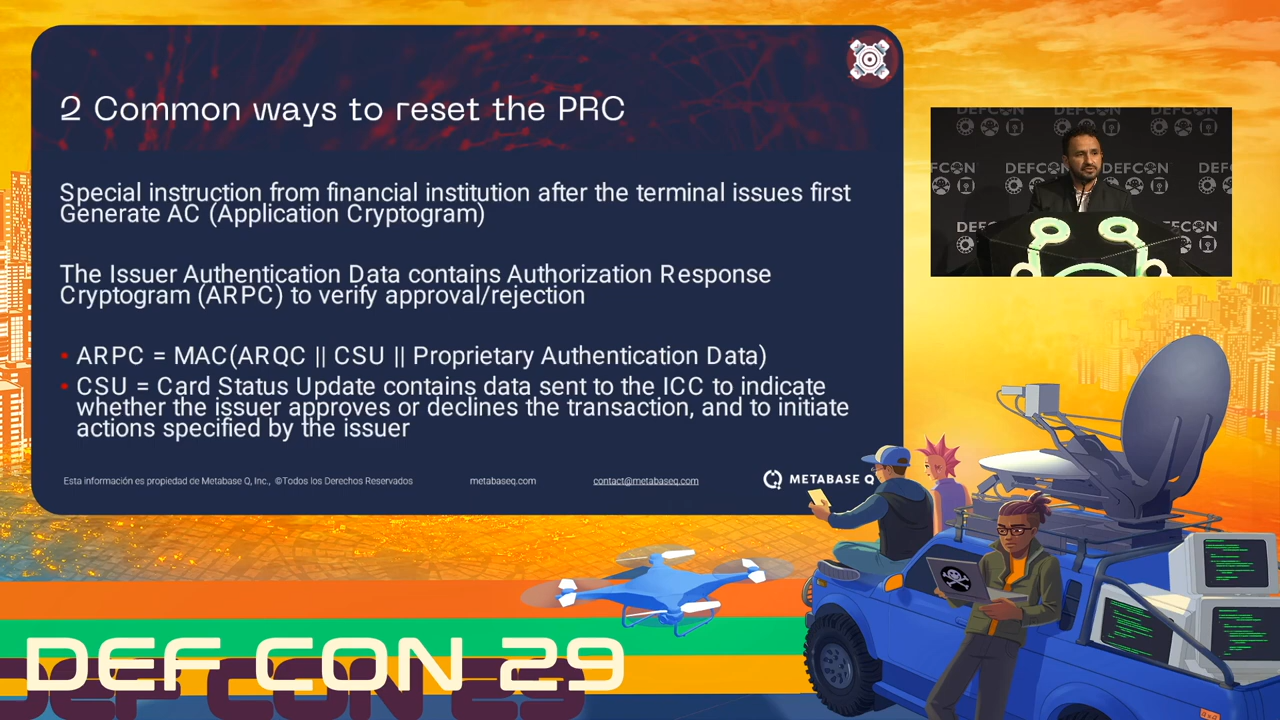 2 Common ways to reset the PRC
Special instruction from financial institution after the terminal issues first
Generate AC (Application Cryptogram)
The Issuer Authentication Data contains Authorization Response
Cryptogram (ARPC) to verify approval/rejection
• ARPC = MAC(ARQC || CSU || Proprietary Authentication Data)
• CSU = Card Status Update contains data sent to the ICC to indicate
whether the issuer approves or declines the transaction, and to initiate
actions specified by the issuer
Esta información es propiedad de Metabase Q, Inc., ©Todos los Derechos Reservados
metabaseq.com
contact@metabaseq.com
METABASE Q
DEFCON
DEFCON
DEF CON 29